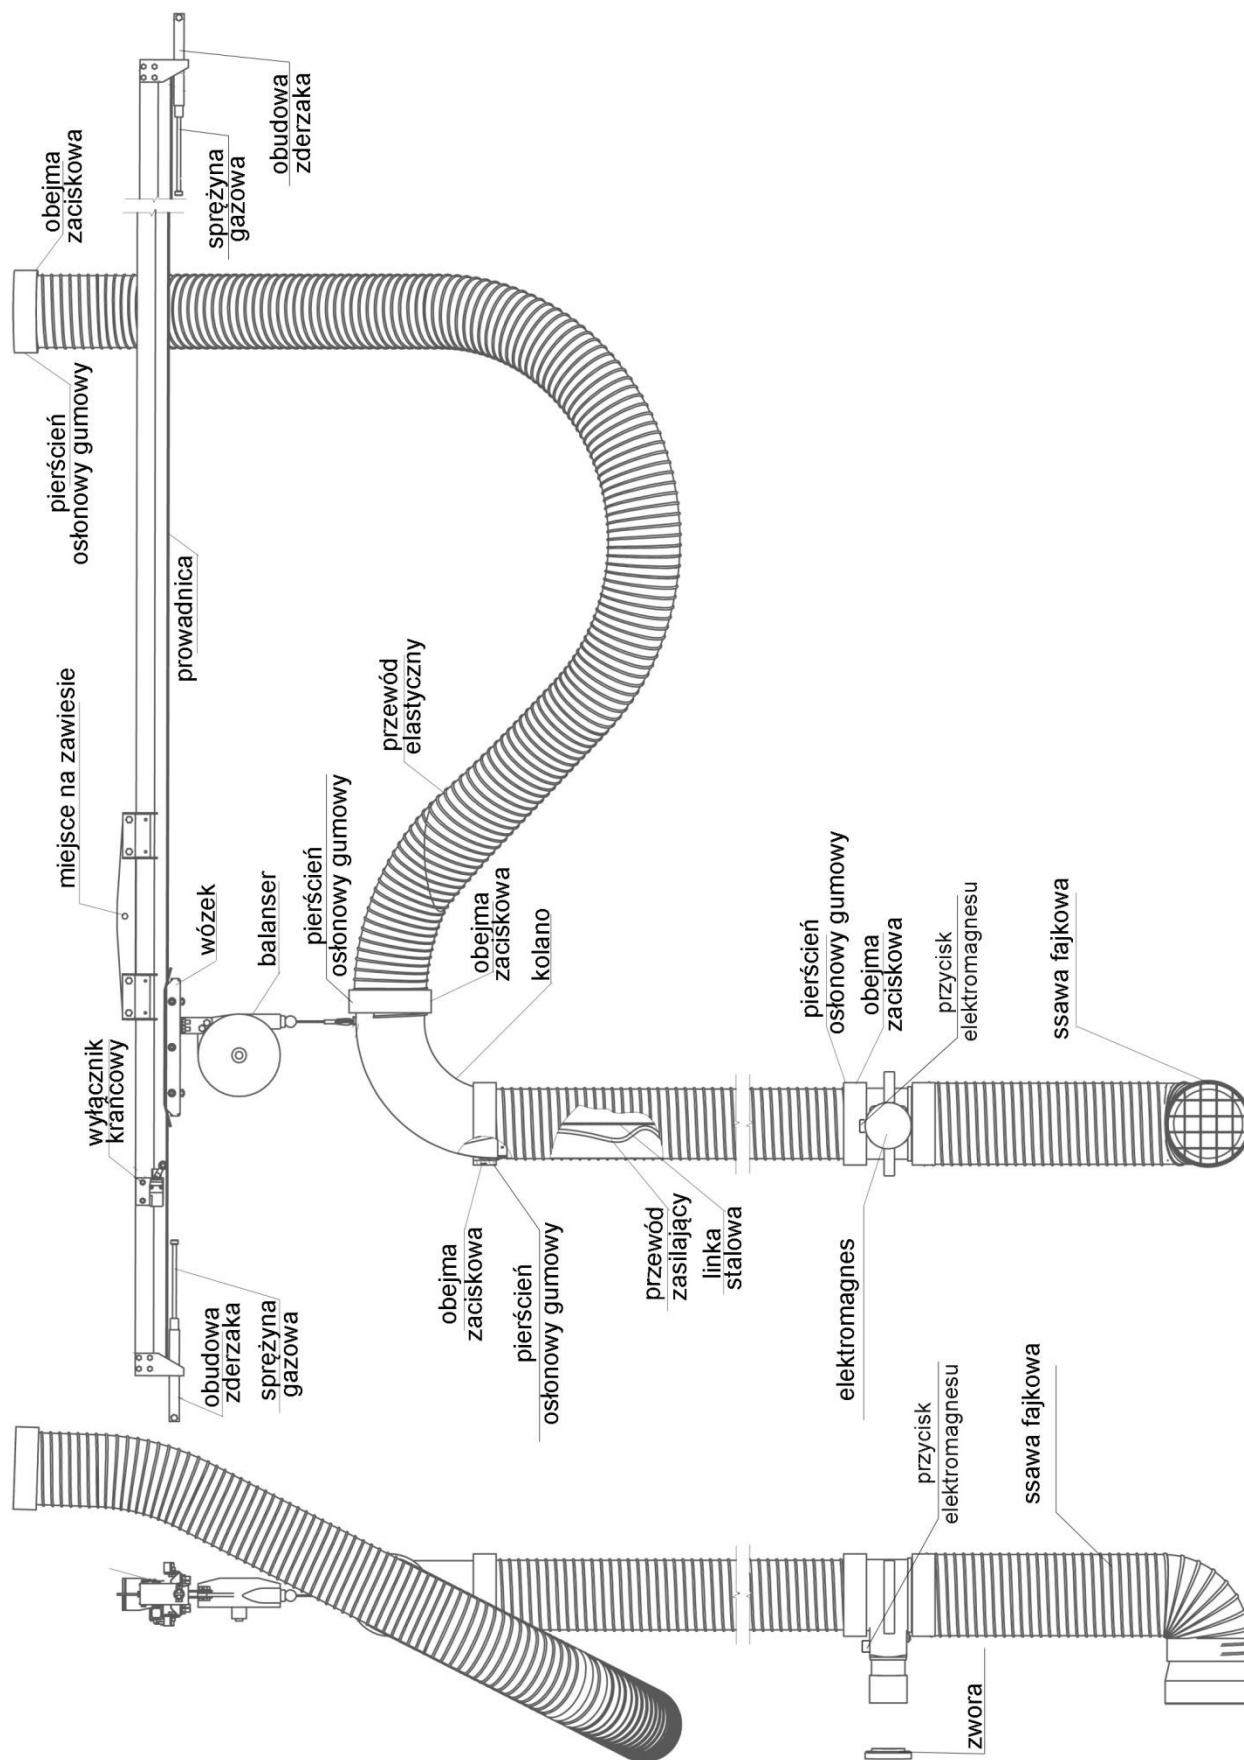 obudowa
zderzaka
sprężyna
gazowa
obejma
zaciskowa
pierścień
osłonowy gumowy
prowadnica
miejsce na zawiesie
przewód
elastyczny
wózek
balanser
pierścień
osłonowy gumowy
obejma
zaciskowa
kolano
pierścień
osłonowy gumowy
obejma
zaciskowa
przycisk
elektromagnesu
ssawa fajkowa
wyłącznik
krańcowy
obudowa
zderzaka
sprężyna
gazowa
obejma
zaciskowa
pierścień
osłonowy gumowy
przewód
zasilający
linka
stalowa
elektromagnes
przycisk
elektromagnesu
ssawa fajkowa
zwora